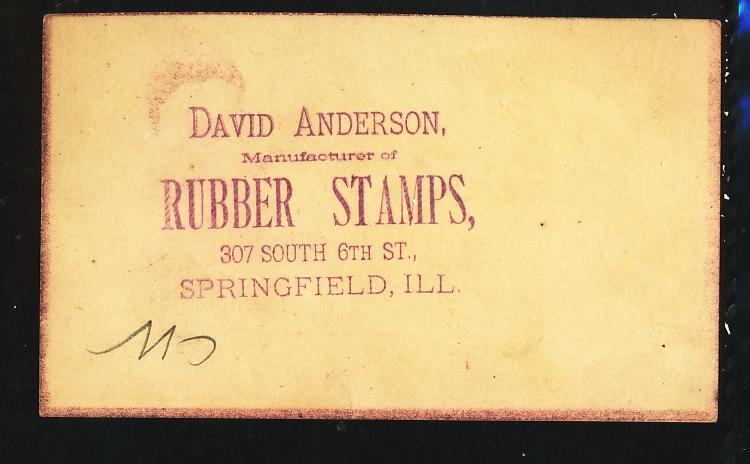 DAVID ANDERSON,
Manufacturer of
RUBBER STAMPS,
307 SOUTH 6TH ST.,
SPRINGFIELD, ILL.